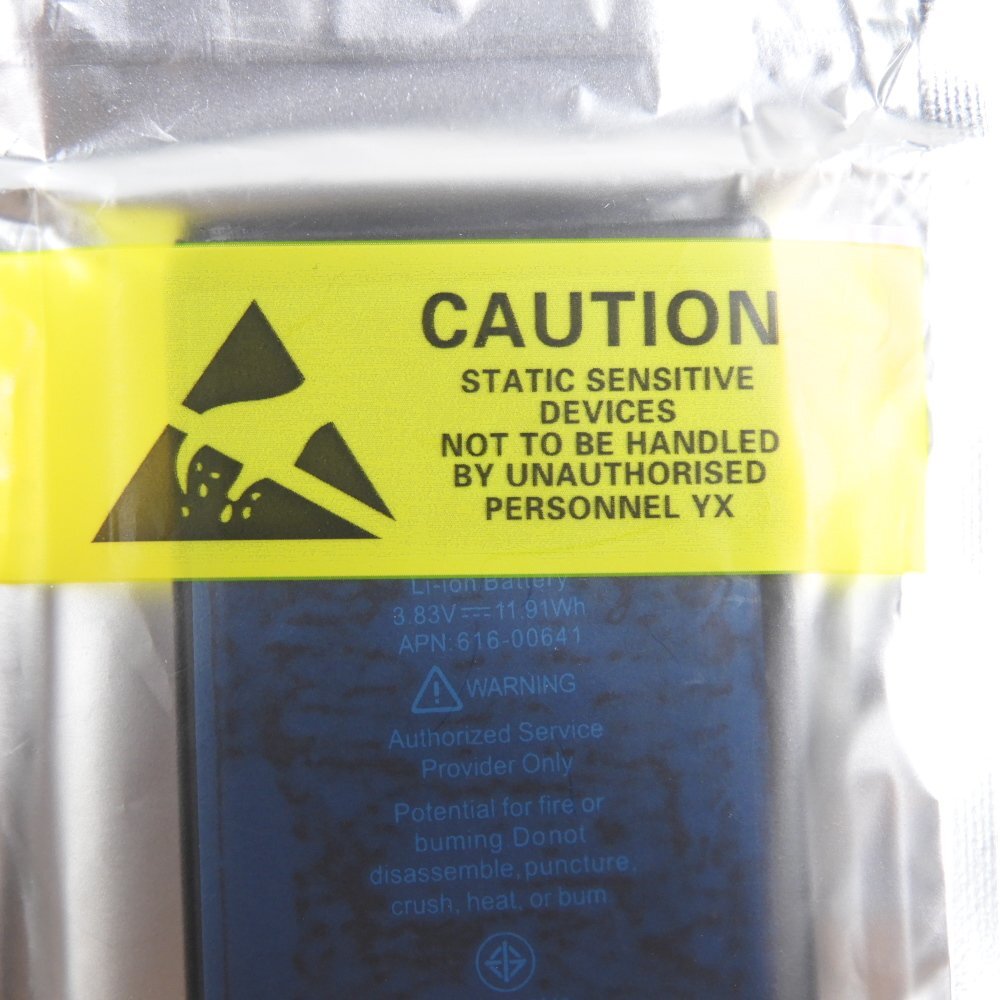 CAUTION
STATIC SENSITIVE
DEVICES
NOT TO BE HANDLED
BY UNAUTHORISED
PERSONNEL YX
Li-ion Battery
3.83V⎓11.91Wh
APN:616-00641
WARNING
Authorized Service
Provider Only
Potential for fire or
buming.Donot
disassemble,puncture,
crush, heat, or bum.